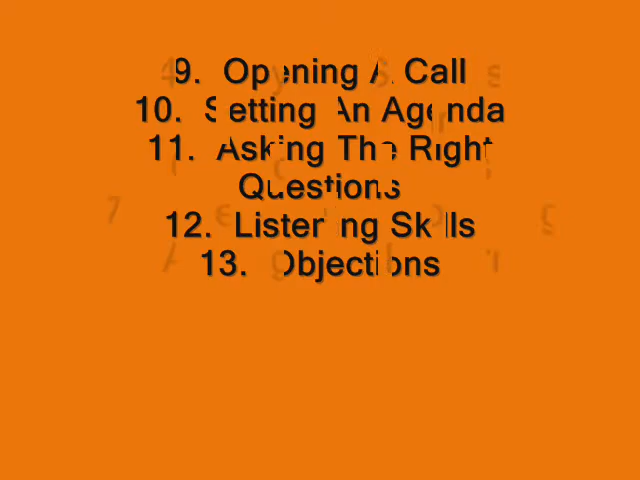 9. Opening A Call
10. Setting An Agenda
11. Asking The Right
Questions
12. Listening Skills
13. Objections